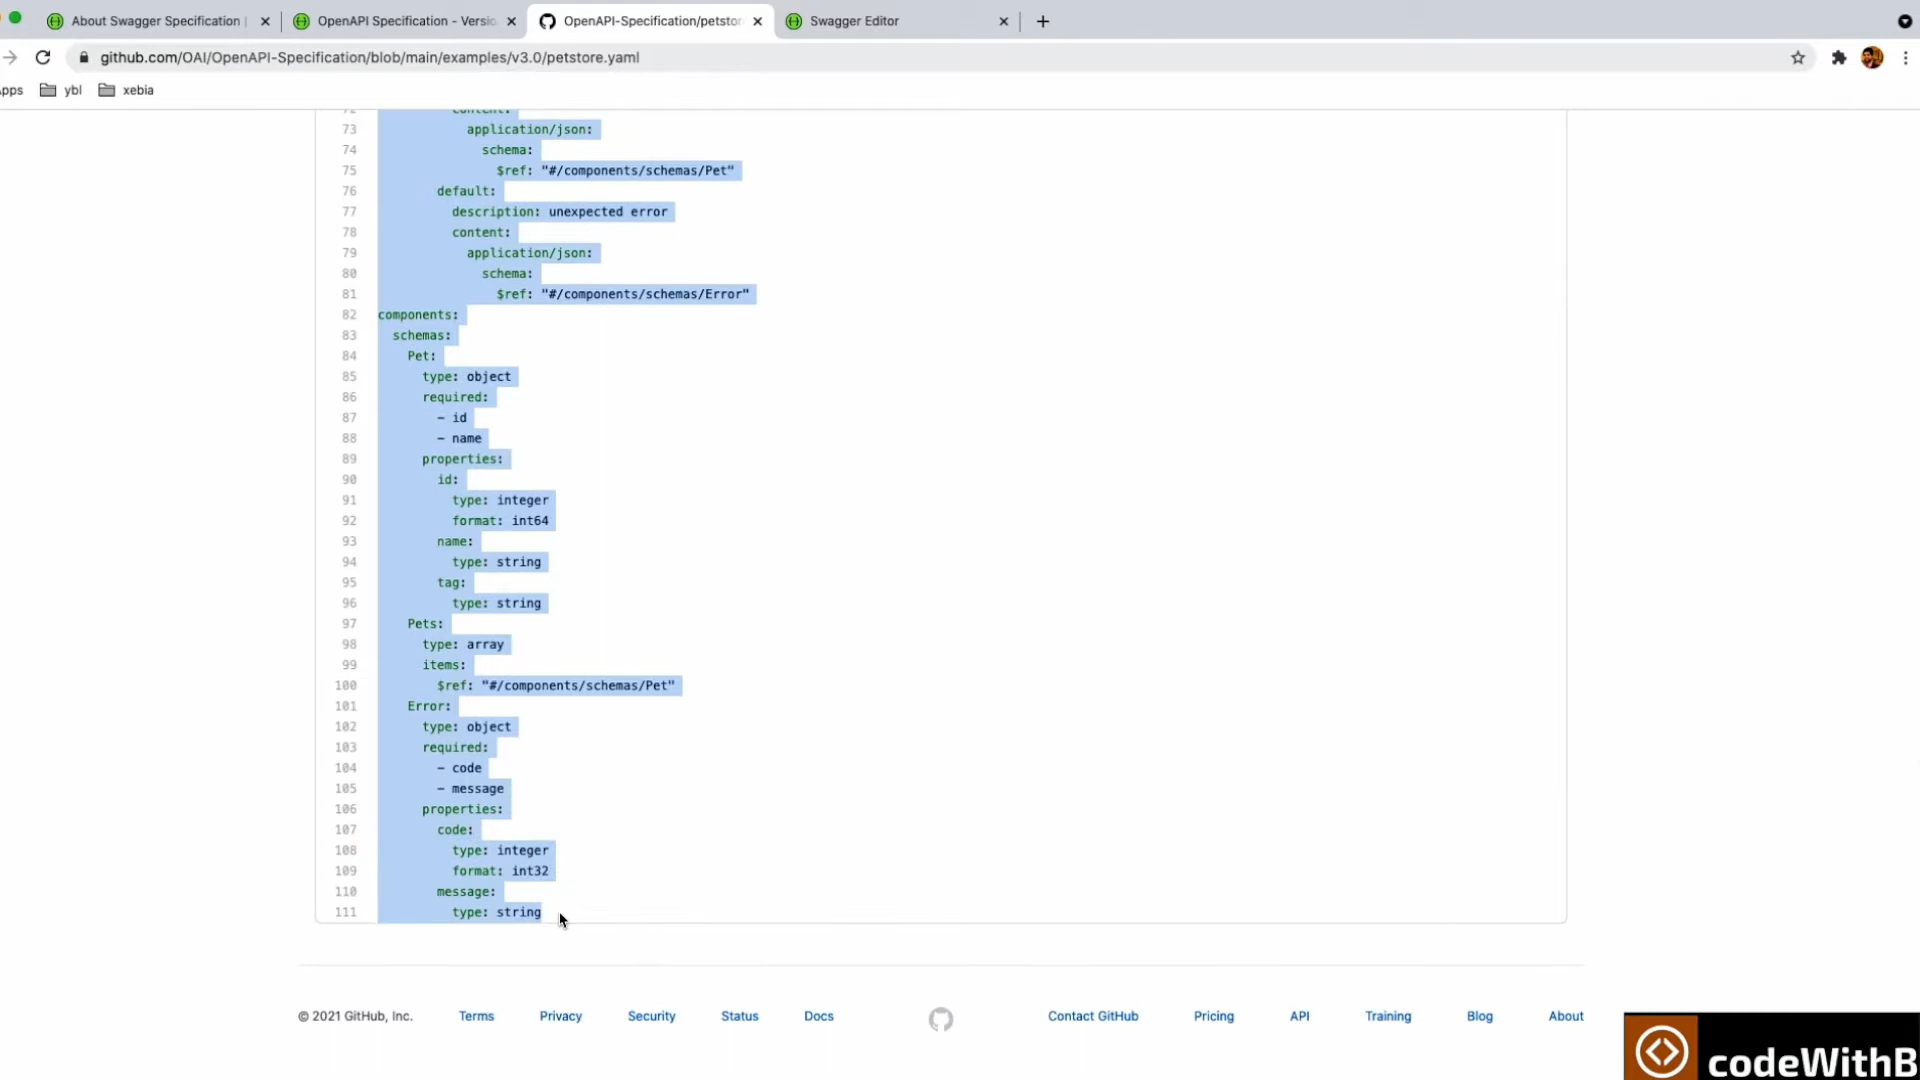 About Swagger Specification
OpenAPI Specification - Versio
OpenAPI-Specification/petstor
Swagger Editor
github.com/OAI/OpenAPI-Specification/blob/main/examples/v3.0/petstore.yaml
pps
ybl
xebia
72 content:
73 application/json:
74 schema:
75 $ref: "#/components/schemas/Pet"
76 default:
77 description: unexpected error
78 content:
79 application/json:
80 schema:
81 $ref: "#/components/schemas/Error"
82 components:
83 schemas:
84 Pet:
85 type: object
86 required:
87 - id
88 - name
89 properties:
90 id:
91 type: integer
92 format: int64
93 name:
94 type: string
95 tag:
96 type: string
97 Pets:
98 type: array
99 items:
100 $ref: "#/components/schemas/Pet"
101 Error:
102 type: object
103 required:
104 - code
105 - message
106 properties:
107 code:
108 type: integer
109 format: int32
110 message:
111 type: string
© 2021 GitHub, Inc. Terms Privacy Security Status Docs Contact GitHub Pricing API Training Blog About
codeWithB